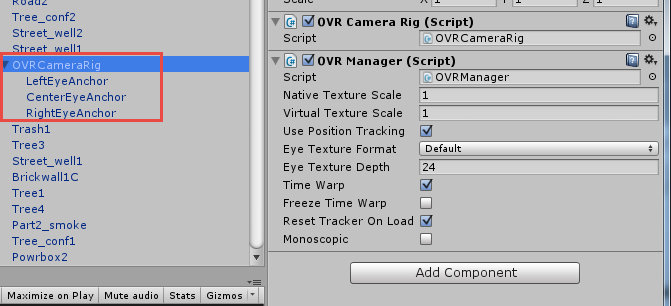 Road2
Tree_conf2
Street_well2
Street_well1
OVRCameraRig
LeftEyeAnchor
CenterEyeAnchor
RightEyeAnchor
Trash1
Tree3
Street_well1
Brickwall1C
Tree1
Tree4
Part2_smoke
Tree_conf1
Powrbox2
Maximize on Play
Mute audio
Stats
Gizmos
Scale
X 1
Y 1
Z 1
OVR Camera Rig (Script)
Script OVRCameraRig
OVR Manager (Script)
Script OVRManager
Native Texture Scale 1
Virtual Texture Scale 1
Use Position Tracking
Eye Texture Format Default
Eye Texture Depth 24
Time Warp
Freeze Time Warp
Reset Tracker On Load
Monoscopic
Add Component